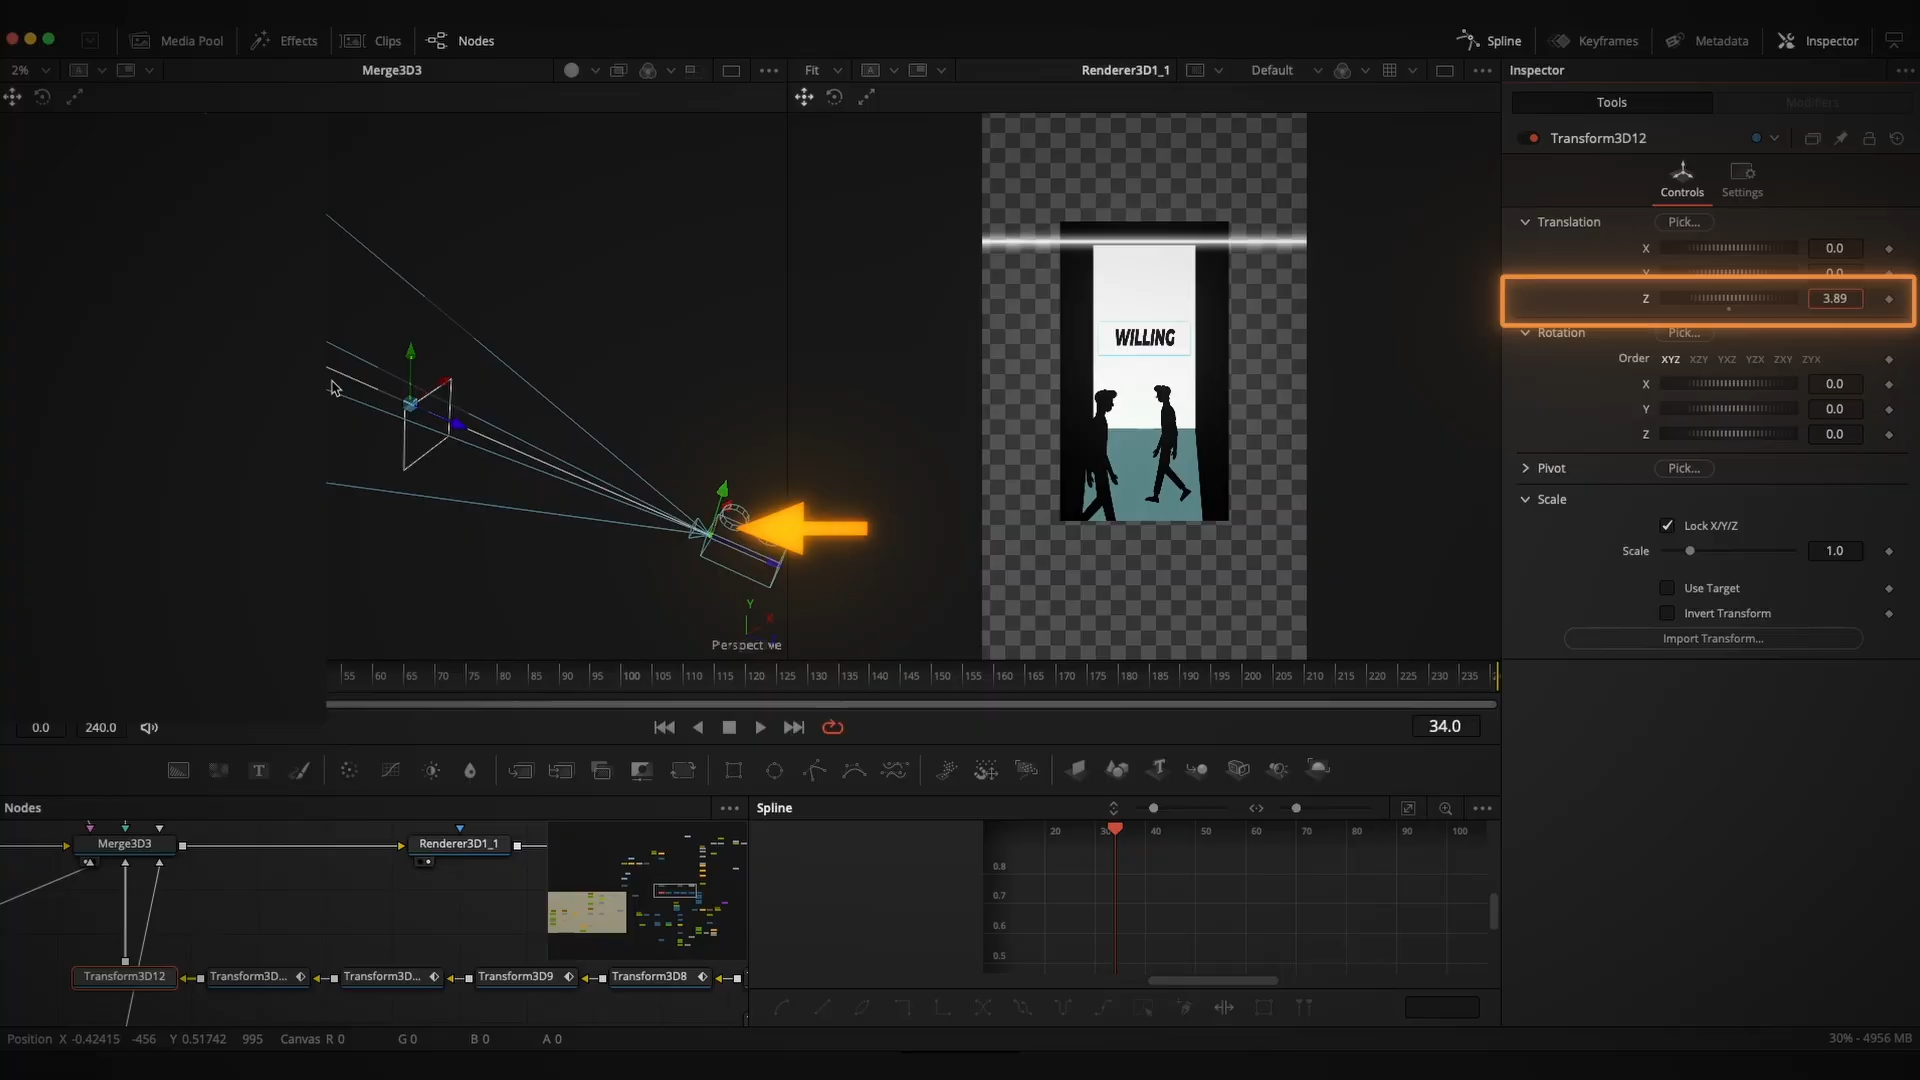 Media Pool
Effects
Clips
Nodes
Spline
Keyframes
Metadata
Inspector
2%
Merge3D3
Fit
Renderer3D1_1
Default
Inspector
Tools
Modifiers
Transform3D12
Controls
Settings
Translation
Pick...
X
0.0
Y
0.0
Z
3.89
Rotation
Pick...
Order
XYZ
XZY
YXZ
YZX
ZXY
ZYX
X
0.0
Y
0.0
Z
0.0
Pivot
Pick...
Scale
Lock X/Y/Z
Scale
1.0
Use Target
Invert Transform
Import Transform...
WILLING
Y
X
Perspective
55 60 65 70 75 80 85 90 95 100 105 110 115 120 125 130 135 140 145 150 155 160 165 170 175 180 185 190 195 200 205 210 215 220 225 230 235
0.0
240.0
34.0
T
T
Nodes
Spline
Merge3D3
Renderer3D1_1
Transform3D12
Transform3D...
Transform3D...
Transform3D9
Transform3D8
20 30 40 50 60 70 80 90 100
0.8
0.7
0.6
0.5
Position X -0.42415 -456 Y 0.51742 995 Canvas R 0 G 0 B 0 A 0
30% - 4956 MB